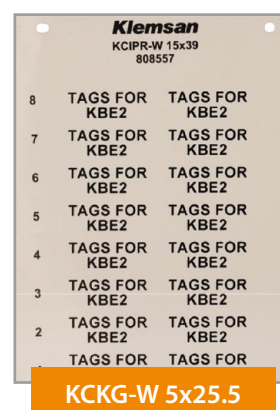 Klemsan
KCIPR-W 15x39
808557
8 TAGS FOR TAGS FOR
KBE2 KBE2
7 TAGS FOR TAGS FOR
KBE2 KBE2
6 TAGS FOR TAGS FOR
KBE2 KBE2
5 TAGS FOR TAGS FOR
KBE2 KBE2
4 TAGS FOR TAGS FOR
KBE2 KBE2
3 TAGS FOR TAGS FOR
KBE2 KBE2
2 TAGS FOR TAGS FOR
KBE2 KBE2
TAGS FOR TAGS FOR
KCKG-W 5x25.5